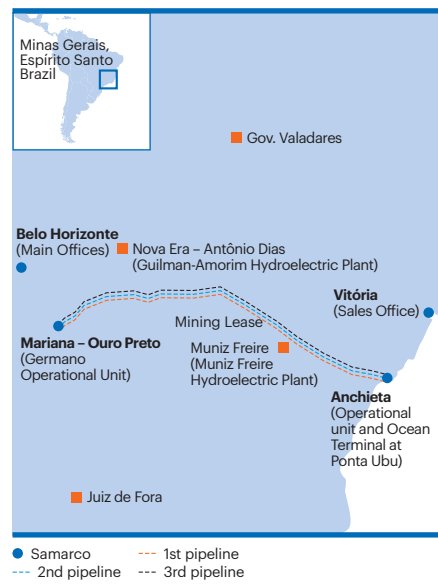 Minas Gerais,
Espírito Santo
Brazil
Gov. Valadares
Belo Horizonte
(Main Offices)
Nova Era – Antônio Dias
(Guilman-Amorim Hydroelectric Plant)
Vitória
(Sales Office)
Mining Lease
Mariana – Ouro Preto
(Germano
Operational Unit)
Muniz Freire
(Muniz Freire
Hydroelectric Plant)
Anchieta
(Operational
unit and Ocean
Terminal at
Ponta Ubu)
Juiz de Fora
Samarco
1st pipeline
2nd pipeline
3rd pipeline